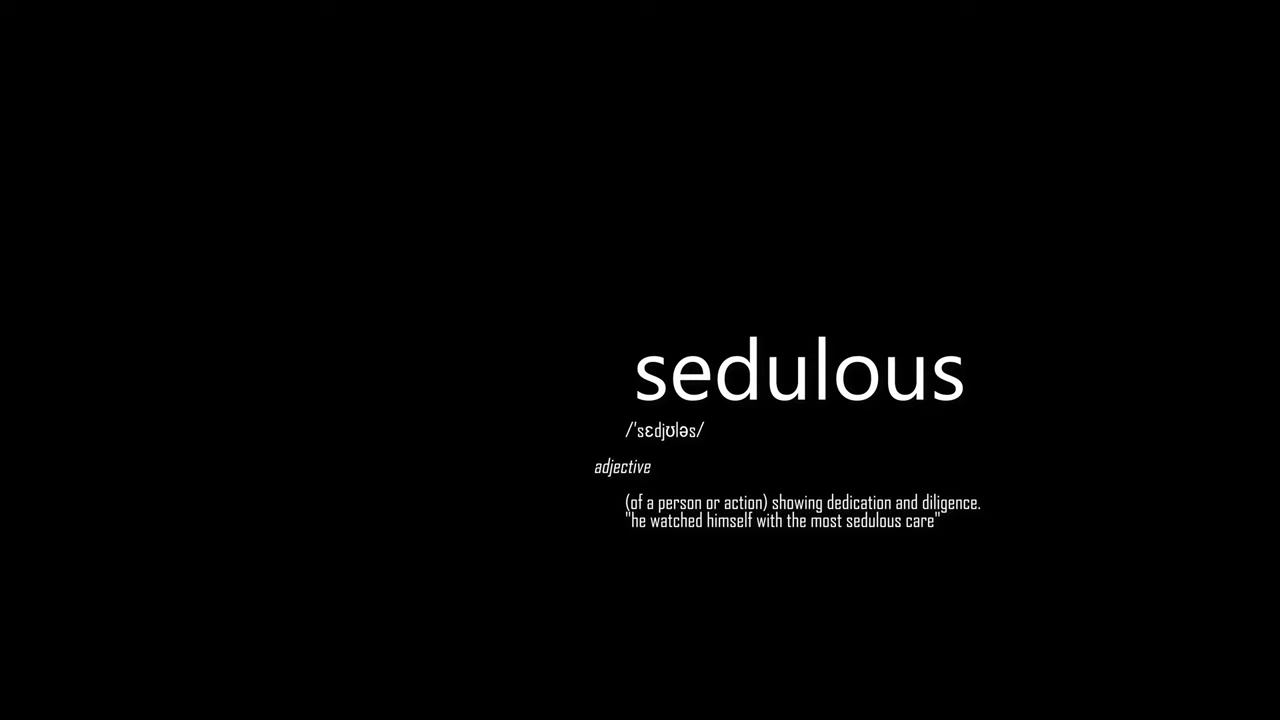 sedulous
/ˈsɛdjʊləs/
adjective
(of a person or action) showing dedication and diligence.
"he watched himself with the most sedulous care"